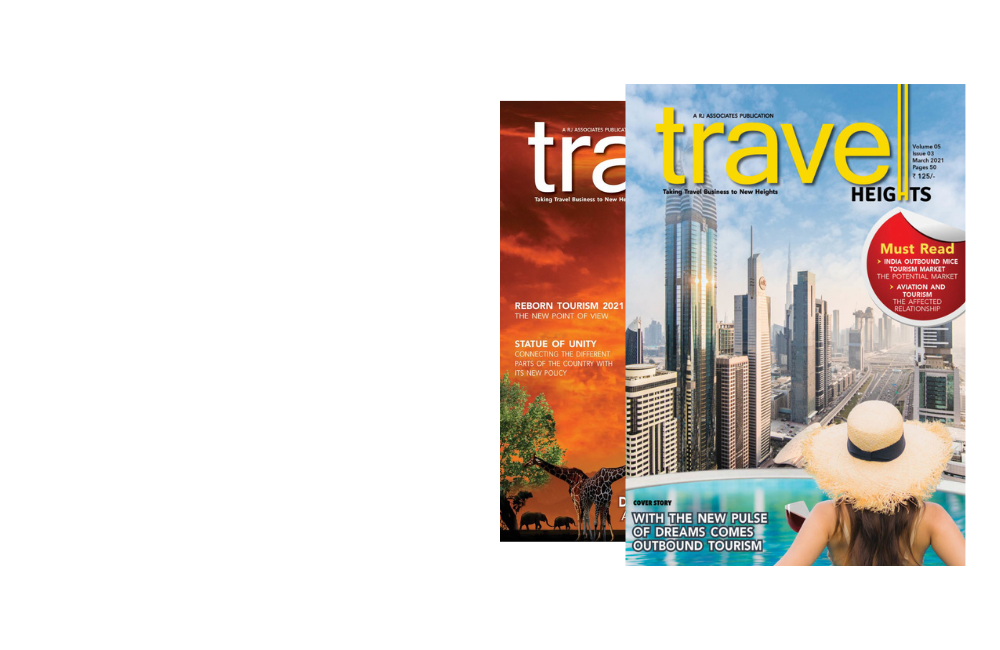 A RJ ASSOCIATES PUBLICAT
tra
Taking Travel Business to New He
REBORN TOURISM 2021
THE NEW POINT OF VIEW
STATUE OF UNITY
CONNECTING THE DIFFERENT
PARTS OF THE COUNTRY WITH
ITS NEW POLICY
D
A
A RJ ASSOCIATES PUBLICATION
travel
HEIGHTS
Taking Travel Business to New Heights
Volume 05
Issue 03
March 2021
Pages 50
₹ 125/-
Must Read
➤ INDIA OUTBOUND MICE
TOURISM MARKET
THE POTENTIAL MARKET
➤ AVIATION AND
TOURISM
THE AFFECTED
RELATIONSHIP
COVER STORY
WITH THE NEW PULSE
OF DREAMS COMES
OUTBOUND TOURISM